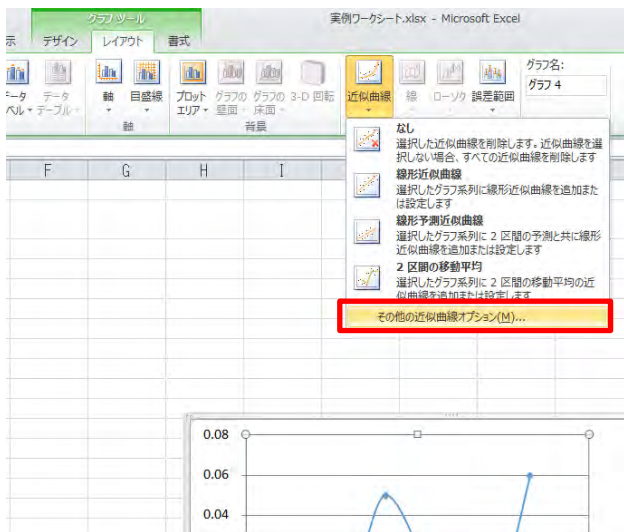 グラフ ツール
実例ワークシート.xlsx - Microsoft Excel
示 デザイン レイアウト 書式
データ
ベル
データ
テーブル
軸
目盛線
プロット
エリア
グラフの
壁面
グラフの
床面
3-D 回転
近似曲線
線
ローソク
誤差範囲
グラフ名:
グラフ 4
軸
背景
なし
選択した近似曲線を削除します。近似曲線を選
択しない場合、すべての近似曲線を削除します
線形近似曲線
選択したグラフ系列に線形近似曲線を追加また
は設定します
線形予測近似曲線
選択したグラフ系列に 2 区間の予測と共に線形
近似曲線を追加または設定します
2 区間の移動平均
選択したグラフ系列に 2 区間の移動平均の近
似曲線を追加または設定します
その他の近似曲線オプション(M)...
F G H I
0.08
0.06
0.04